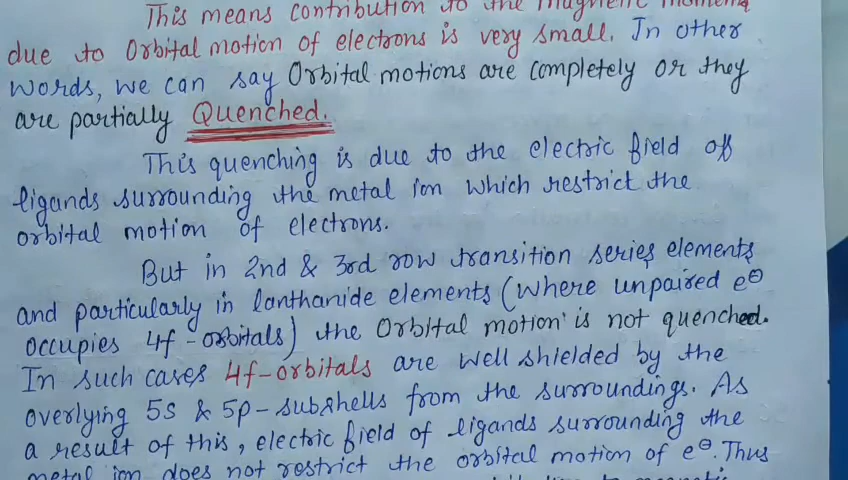 This means contribution to the magnetic moment
due to Orbital motion of electrons is very small. In other
words, we can say Orbital motions are completely or they
are partially Quenched.
This quenching is due to the electric field of
ligands surrounding the metal ion which restrict the
orbital motion of electrons.
But in 2nd & 3rd row transition series elements
and particularly in lanthanide elements (where unpaired e⊖
occupies 4f-orbitals) the Orbital motion is not quenched.
In such cases 4f-orbitals are well shielded by the
overlying 5s & 5p-subshells from the surroundings. As
a result of this, electric field of ligands surrounding the
metal ion does not restrict the orbital motion of e⊖. Thus